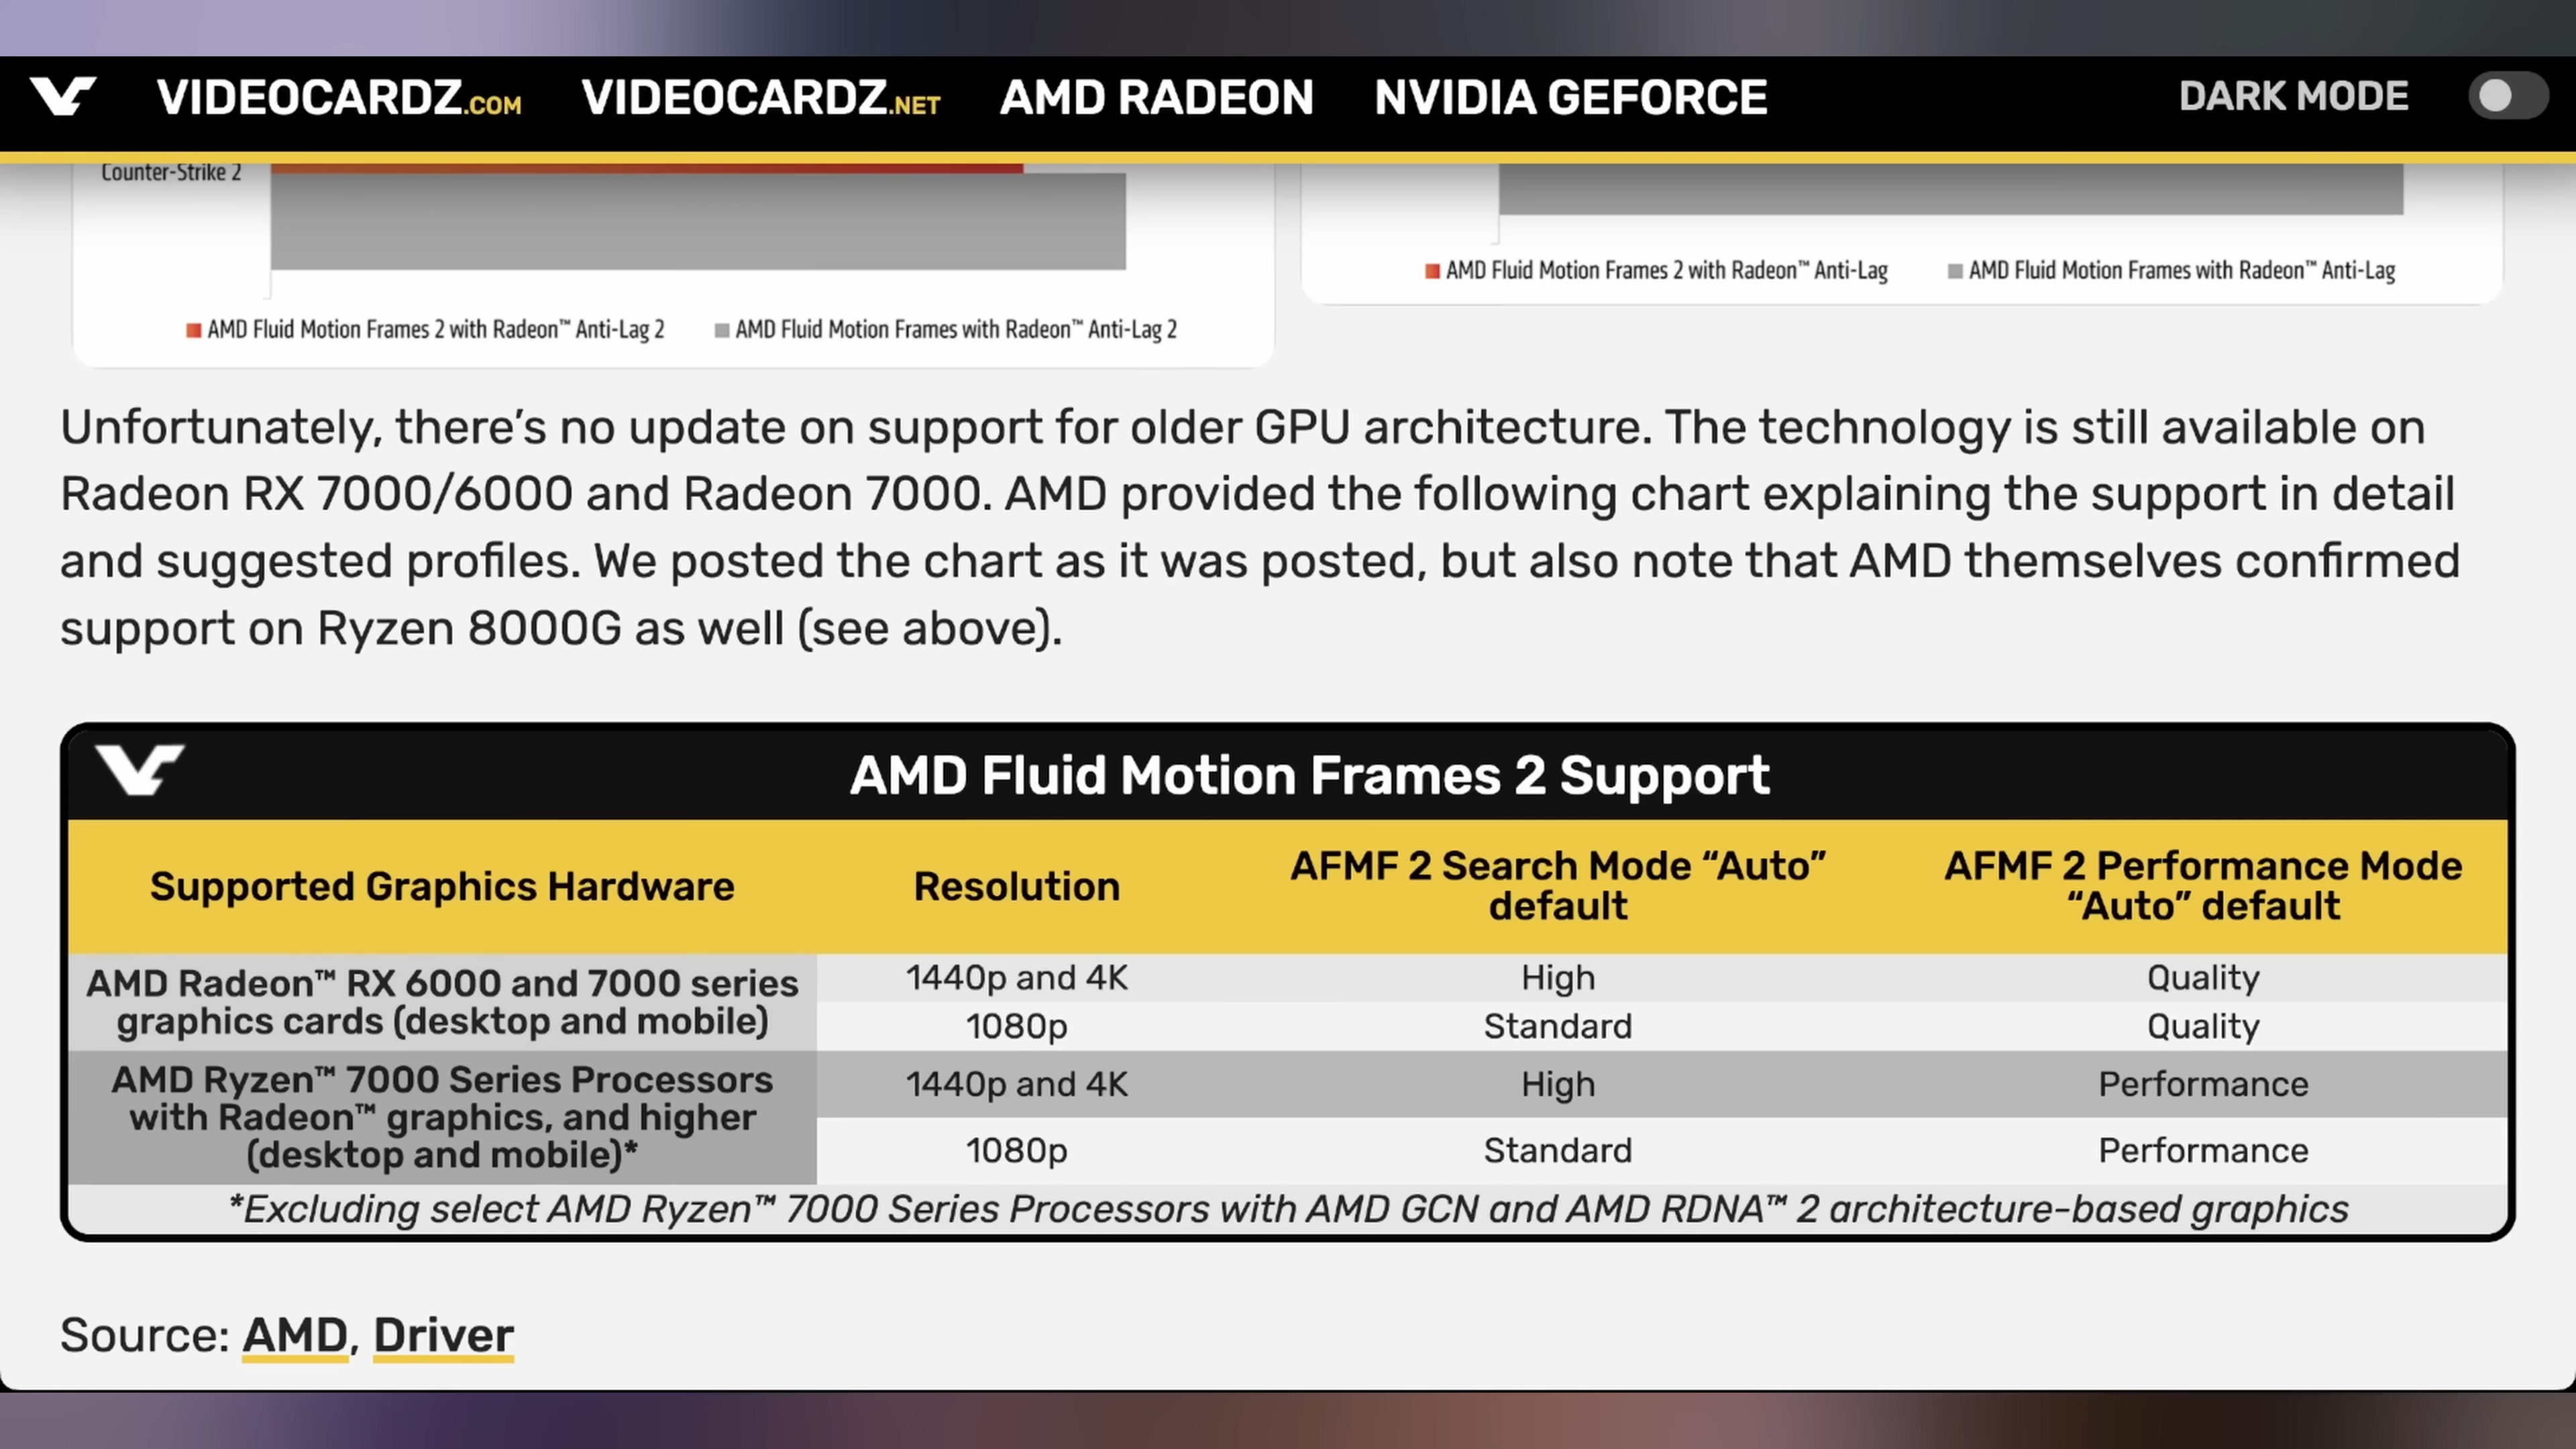 VIDEOCARDZ.COM VIDEOCARDZ.NET AMD RADEON NVIDIA GEFORCE DARK MODE
Counter-Strike 2
AMD Fluid Motion Frames 2 with Radeon™ Anti-Lag AMD Fluid Motion Frames with Radeon™ Anti-Lag
AMD Fluid Motion Frames 2 with Radeon™ Anti-Lag 2 AMD Fluid Motion Frames with Radeon™ Anti-Lag 2
Unfortunately, there’s no update on support for older GPU architecture. The technology is still available on
Radeon RX 7000/6000 and Radeon 7000. AMD provided the following chart explaining the support in detail
and suggested profiles. We posted the chart as it was posted, but also note that AMD themselves confirmed
support on Ryzen 8000G as well (see above).
AMD Fluid Motion Frames 2 Support
Supported Graphics Hardware
Resolution
AFMF 2 Search Mode “Auto”
default
AFMF 2 Performance Mode
“Auto” default
AMD Radeon™ RX 6000 and 7000 series
graphics cards (desktop and mobile)
1440p and 4K High Quality
1080p Standard Quality
AMD Ryzen™ 7000 Series Processors
with Radeon™ graphics, and higher
(desktop and mobile)*
1440p and 4K High Performance
1080p Standard Performance
*Excluding select AMD Ryzen™ 7000 Series Processors with AMD GCN and AMD RDNA™ 2 architecture-based graphics
Source: AMD, Driver